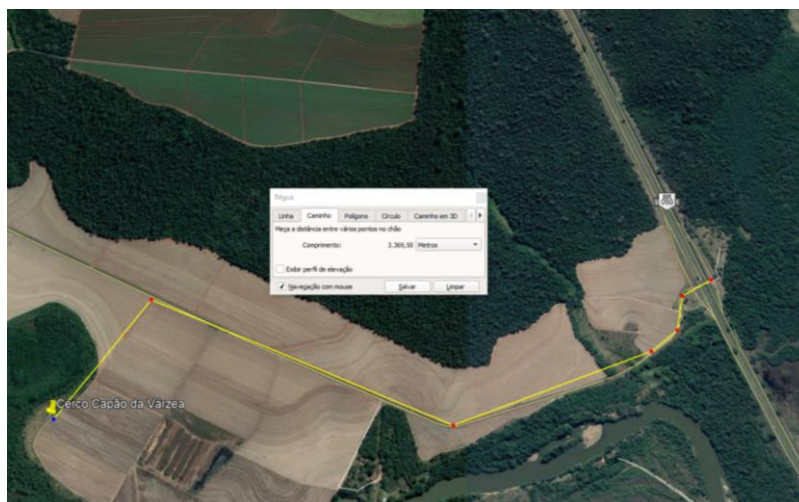 Régua
Linha Caminho Polígono Círculo Caminho em 3D
Meça a distância entre vários pontos no chão
Comprimento: 3.369,50 Metros
Exibir perfil de elevação
Navegação com mouse Salvar Limpar
Cerco Capão da Várzea